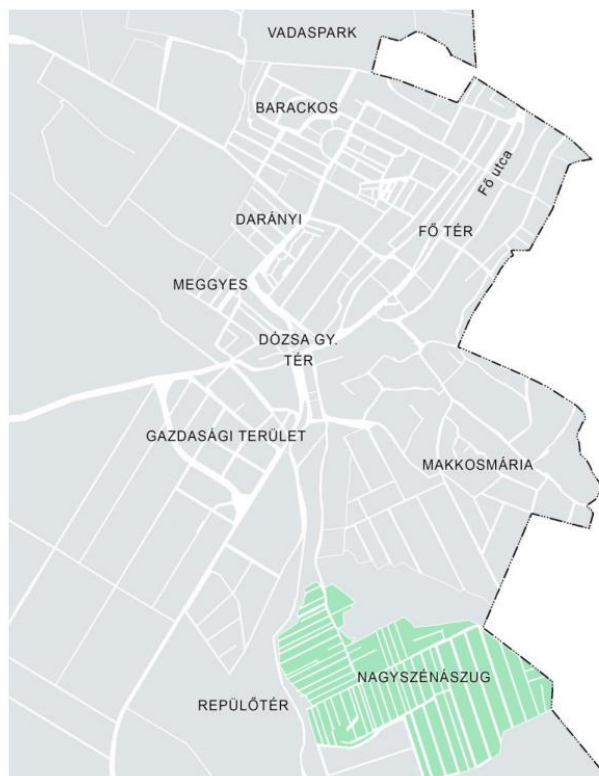 VADASPARK
BARACKOS
Fő utca
DARÁNYI
FŐ TÉR
MEGGYES
DÓZSA GY.
TÉR
GAZDASÁGI TERÜLET
MAKKOSMÁRIA
NAGYSZÉNÁSZUG
REPÜLŐTÉR